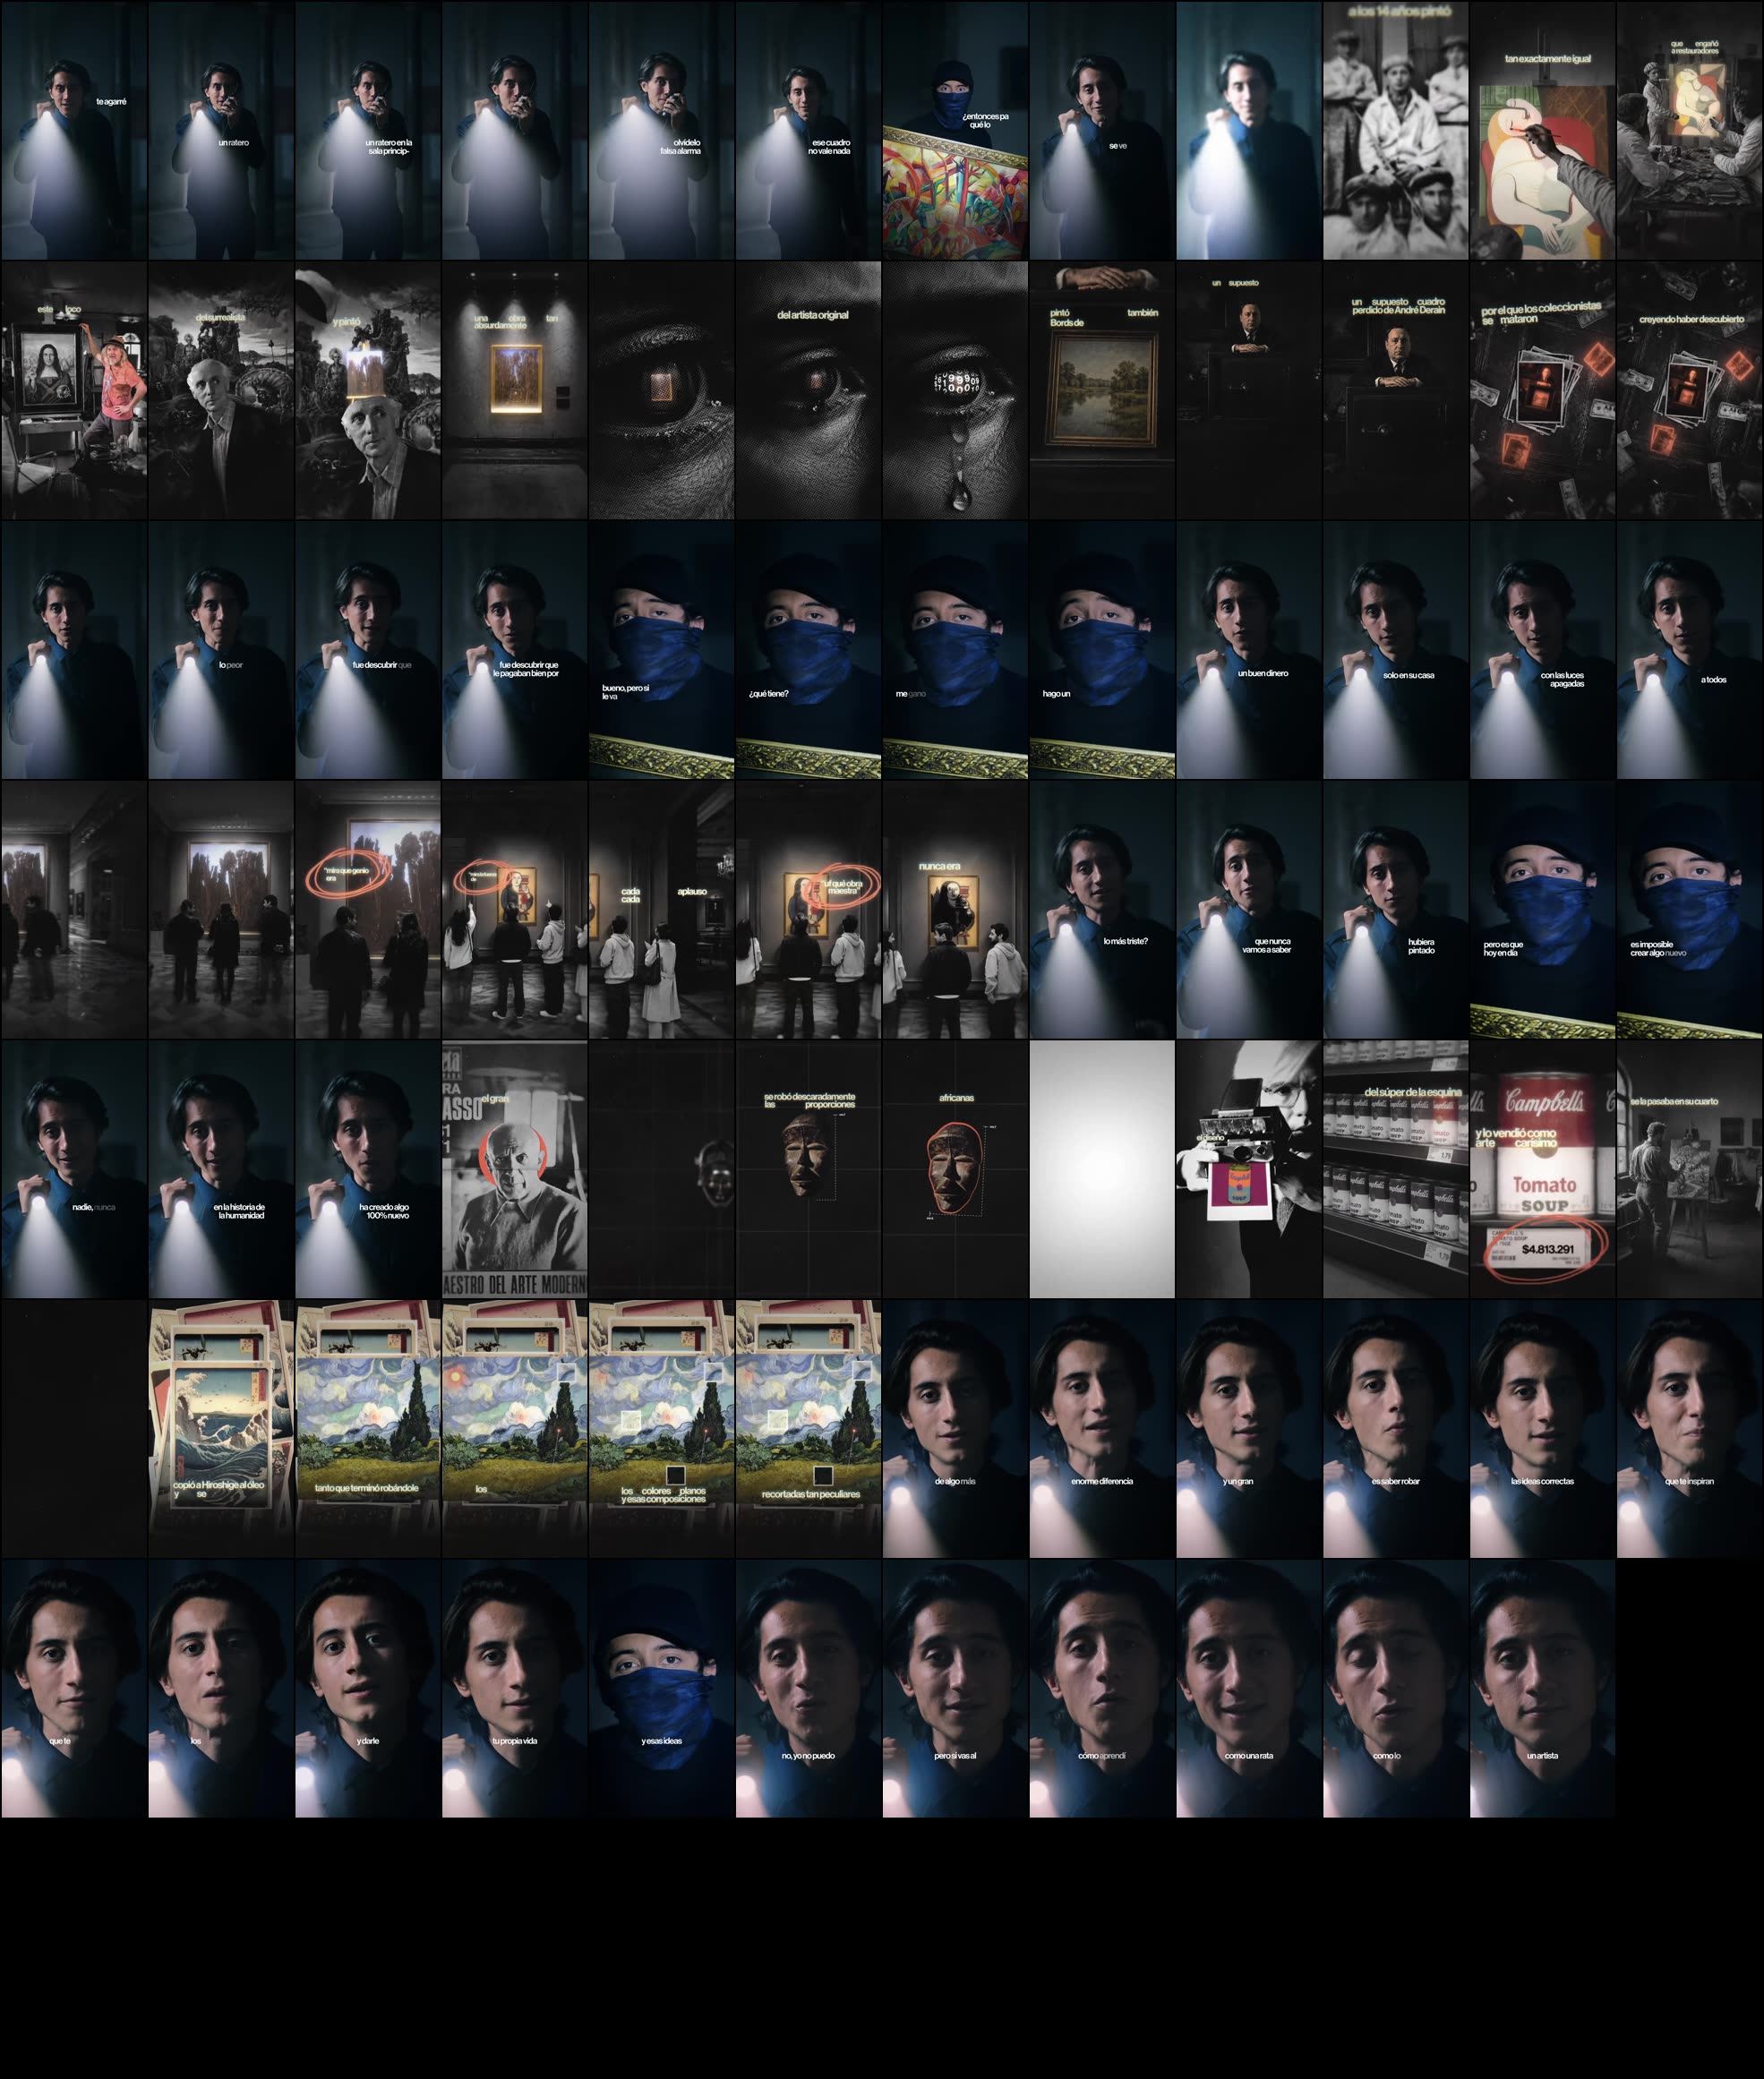 te agarré
un ratero
un ratero en la
sala princip-
olvídelo
falsa alarma
ese cuadro
no vale nada
¿entonces pa
qué lo
se ve
a los 14 años pintó
tan exactamente igual
que engañó
a restauradores
este loco
del surrealista
y pintó
una obra tan
absurdamente
del artista original
pintó también
Bords de
un supuesto
un supuesto cuadro
perdido de André Derain
por el que los coleccionistas
se mataron
creyendo haber descubierto
lo peor
fue descubrir que
fue descubrir que
le pagaban bien por
bueno, pero si
le va
¿qué tiene?
me gano
hago un
un buen dinero
solo en su casa
con las luces
apagadas
a todos
"mira que genio
era
cada aplauso
cada
"uf qué obra
maestra"
nunca era
lo más triste?
que nunca
vamos a saber
hubiera
pintado
pero es que
hoy en día
es imposible
crear algo nuevo
nadie, nunca
en la historia de
la humanidad
ha creado algo
100% nuevo
RA
ASSO
el gran
AESTRO DEL ARTE MODERN
se robó descaradamente
las proporciones
africanas
el diseño
del súper de la esquina
Campbell's
y lo vendió como
arte carísimo
Tomato
SOUP
$4.813.291
se la pasaba en su cuarto
copió a Hiroshige al óleo
y se
tanto que terminó robándole
los
los colores planos
y esas composiciones
recortadas tan peculiares
de algo más
enorme diferencia
y un gran
es saber robar
las ideas correctas
que te inspiran
que te
los
y darle
tu propia vida
y esas ideas
no, yo no puedo
pero si vas al
cómo aprendí
como una rata
como lo
un artista